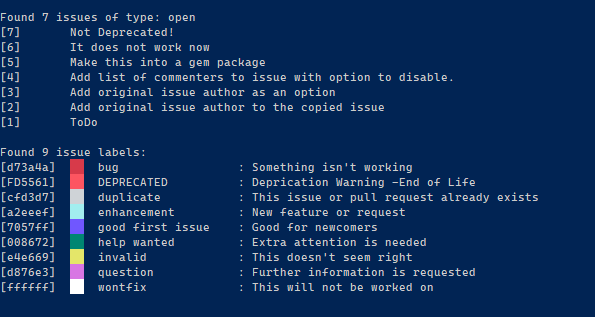 Found 7 issues of type: open
[7] Not Deprecated!
[6] It does not work now
[5] Make this into a gem package
[4] Add list of commenters to issue with option to disable.
[3] Add original issue author as an option
[2] Add original issue author to the copied issue
[1] ToDo
Found 9 issue labels:
[d73a4a] bug : Something isn't working
[FD5561] DEPRECATED : Deprication Warning -End of Life
[cfd3d7] duplicate : This issue or pull request already exists
[a2eeef] enhancement : New feature or request
[7057ff] good first issue : Good for newcomers
[008672] help wanted : Extra attention is needed
[e4e669] invalid : This doesn't seem right
[d876e3] question : Further information is requested
[ffffff] wontfix : This will not be worked on